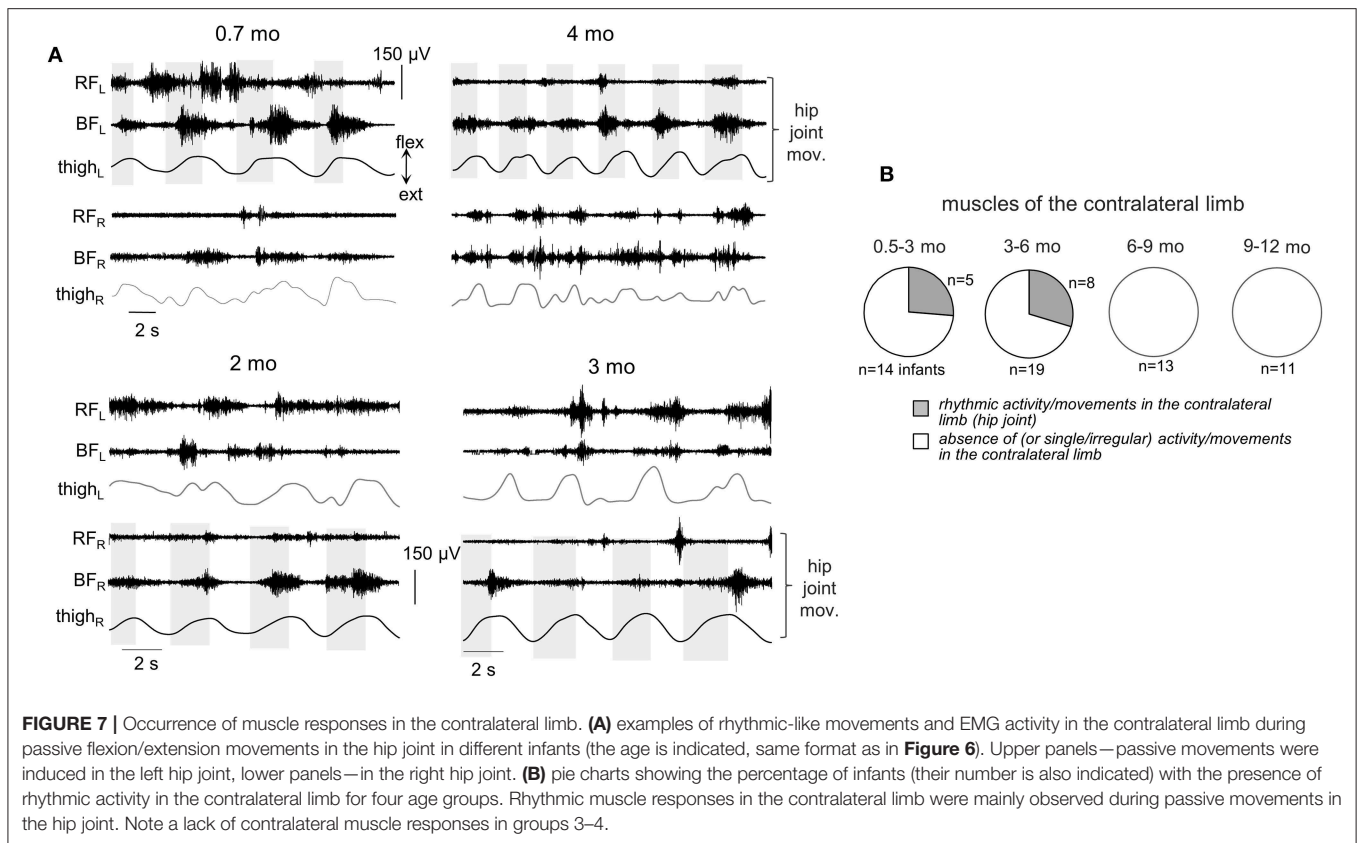 A
0.7 mo
150 μV
RF_L
BF_L
flex
thigh_L
ext
RF_R
BF_R
thigh_R
2 s
4 mo
hip
joint
mov.
2 mo
RF_L
BF_L
thigh_L
RF_R
150 μV
BF_R
thigh_R
2 s
3 mo
hip
joint
mov.
2 s
B
muscles of the contralateral limb
0.5-3 mo 3-6 mo 6-9 mo 9-12 mo
n=5 n=8
n=14 infants n=19 n=13 n=11
rhythmic activity/movements in the contralateral
limb (hip joint)
absence of (or single/irregular) activity/movements
in the contralateral limb
FIGURE 7 | Occurrence of muscle responses in the contralateral limb. (A) examples of rhythmic-like movements and EMG activity in the contralateral limb during
passive flexion/extension movements in the hip joint in different infants (the age is indicated, same format as in Figure 6). Upper panels—passive movements were
induced in the left hip joint, lower panels—in the right hip joint. (B) pie charts showing the percentage of infants (their number is also indicated) with the presence of
rhythmic activity in the contralateral limb for four age groups. Rhythmic muscle responses in the contralateral limb were mainly observed during passive movements in
the hip joint. Note a lack of contralateral muscle responses in groups 3–4.